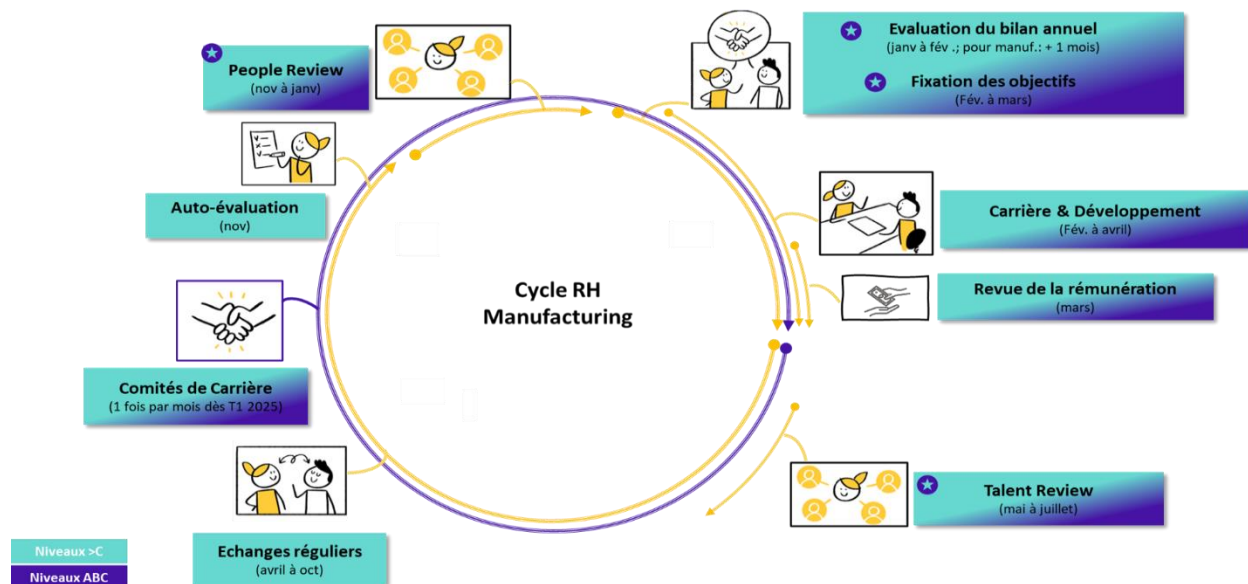 Evaluation du bilan annuel
(janv à fév .; pour manuf.: + 1 mois)
Fixation des objectifs
(Fév. à mars)
People Review
(nov à janv)
Auto-évaluation
(nov)
Carrière & Développement
(Fév. à avril)
Revue de la rémunération
(mars)
Cycle RH
Manufacturing
Comités de Carrière
(1 fois par mois dès T1 2025)
Talent Review
(mai à juillet)
Echanges réguliers
(avril à oct)
Niveaux >C
Niveaux ABC